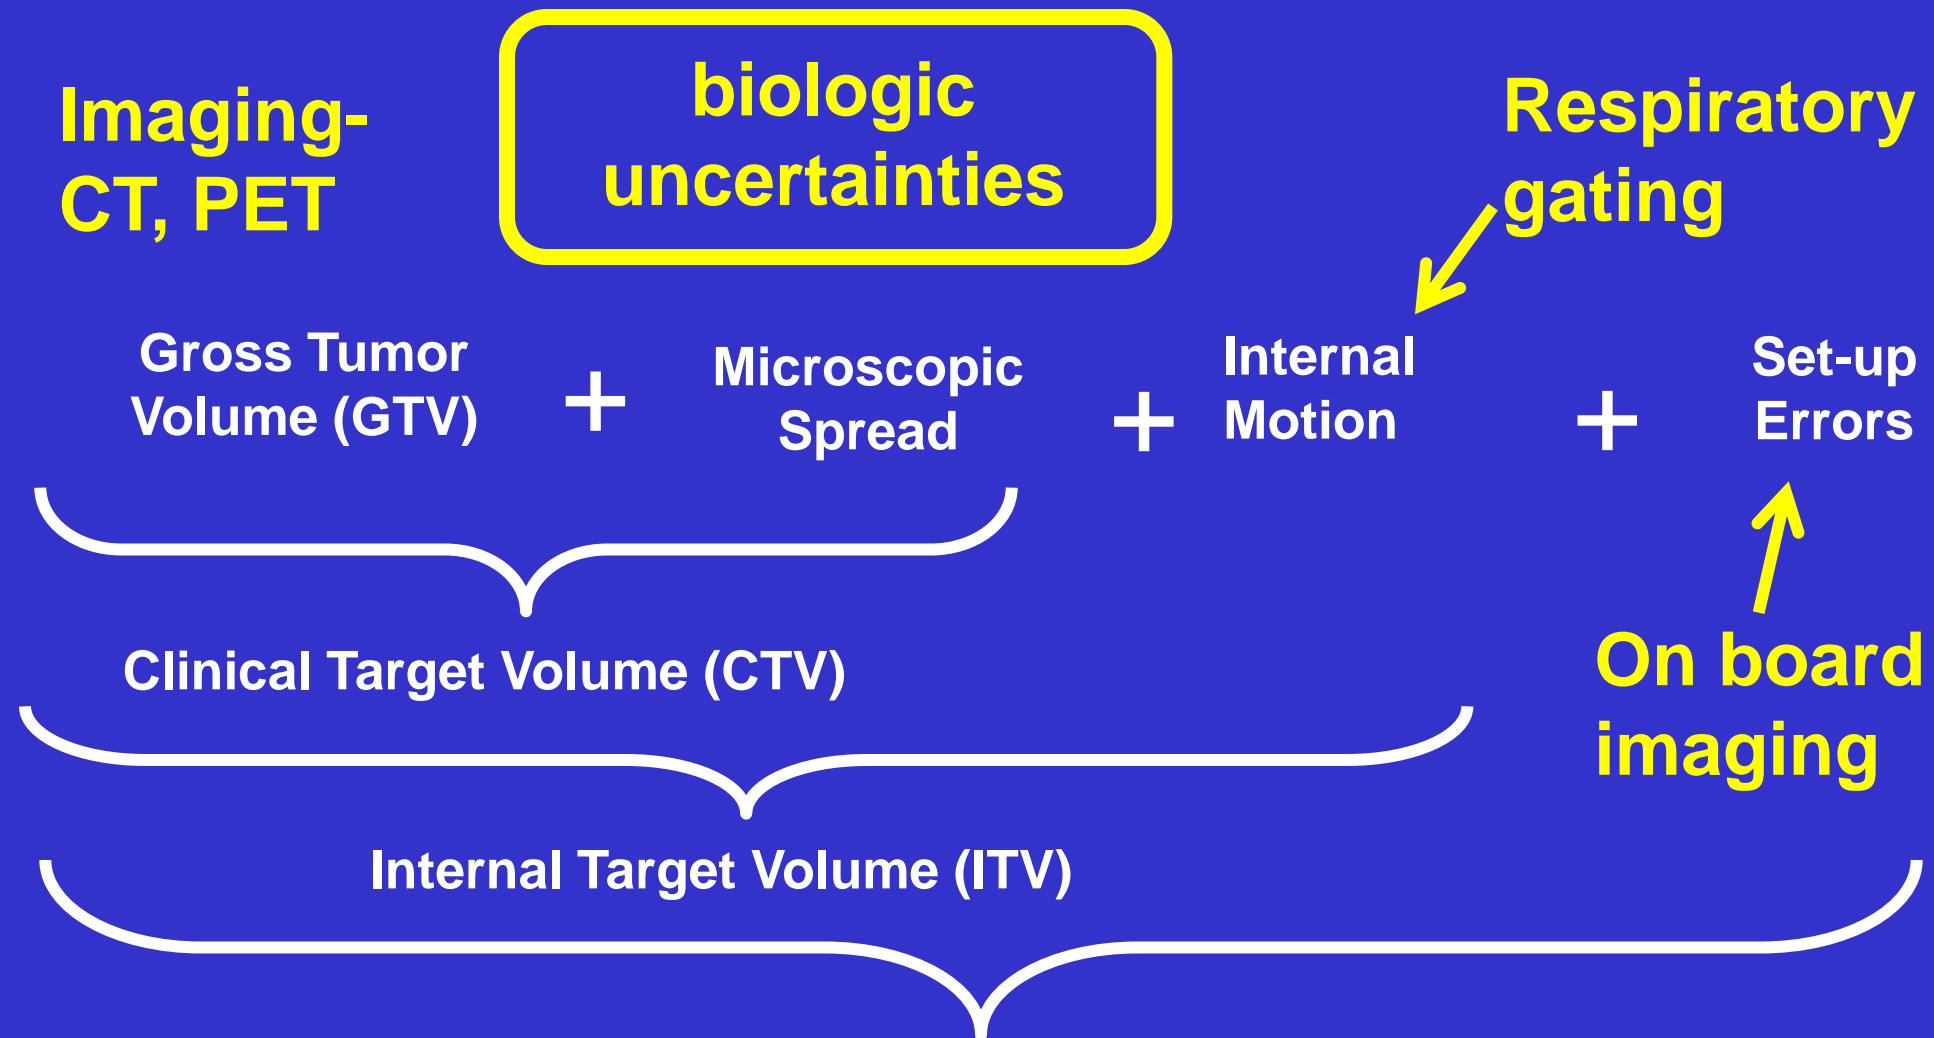 Imaging-
CT, PET
biologic
uncertainties
Respiratory
gating
Gross Tumor
Volume (GTV)
+
Microscopic
Spread
+
Internal
Motion
+
Set-up
Errors
Clinical Target Volume (CTV)
On board
imaging
Internal Target Volume (ITV)